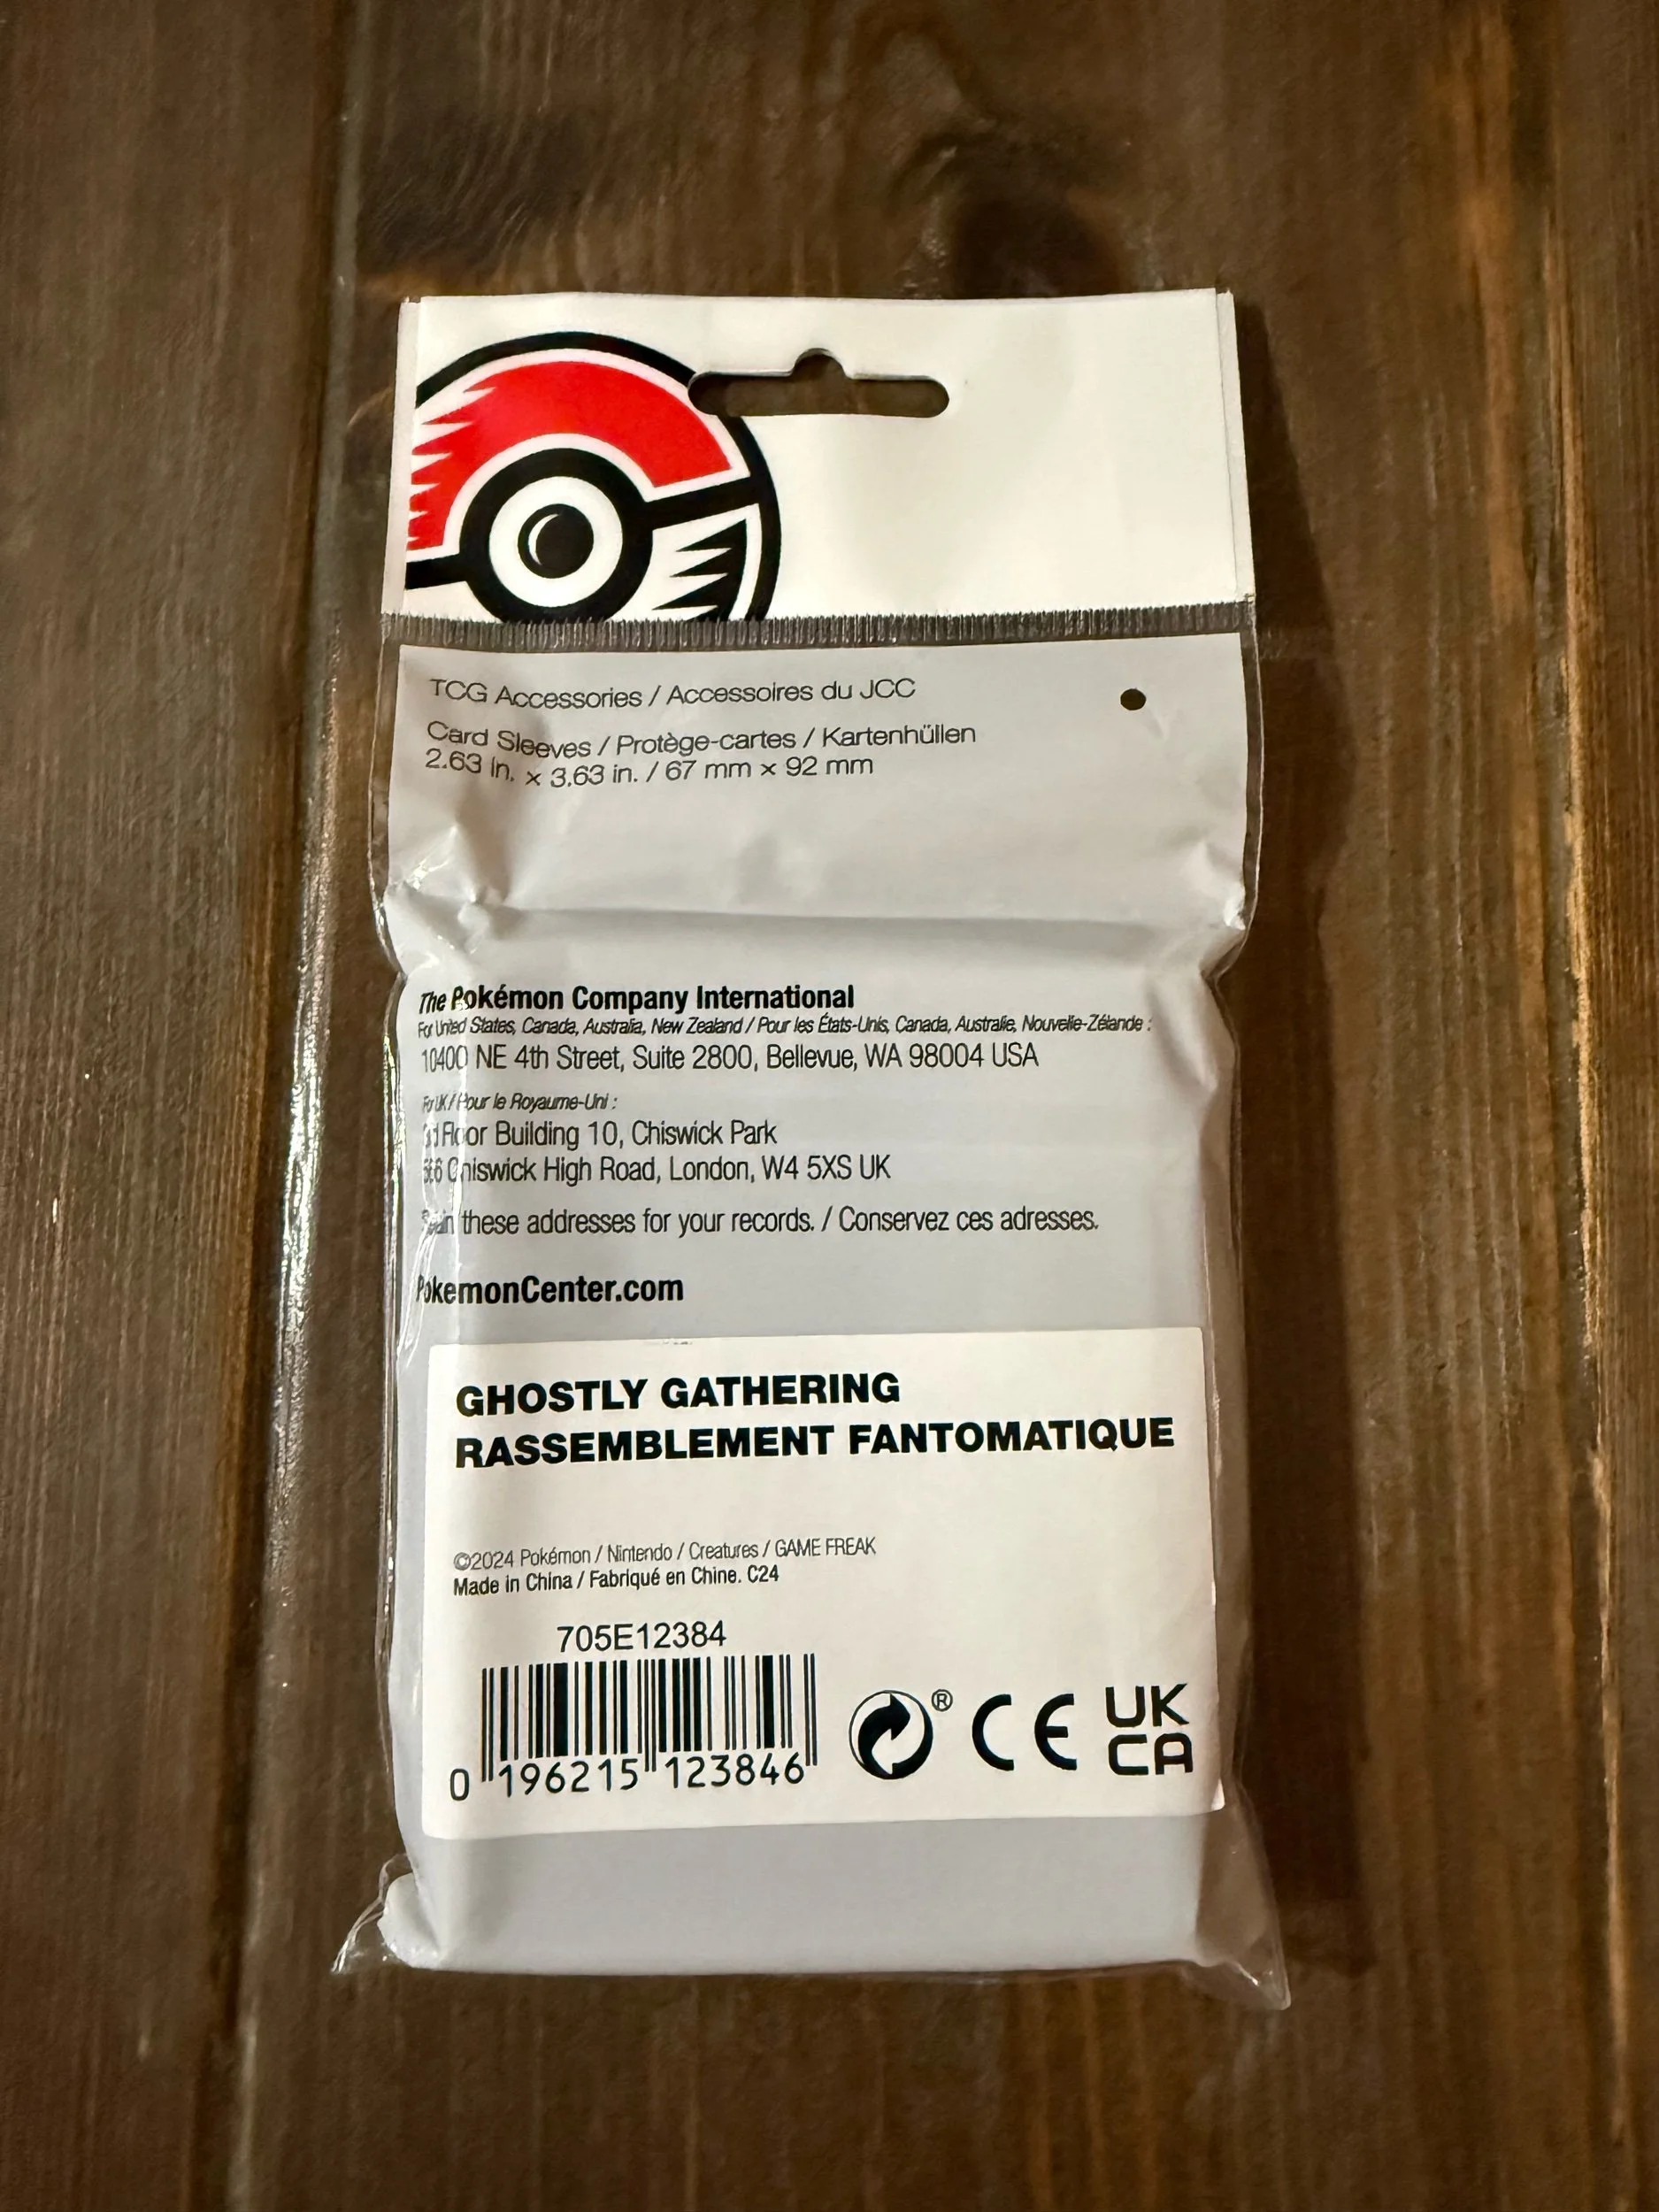 TCG Accessories / Accessoires du JCC
Card Sleeves / Protège-cartes / Kartenhüllen
2.63 in. x 3.63 in. / 67 mm x 92 mm
The Pokémon Company International
For United States, Canada, Australia, New Zealand / Pour les États-Unis, Canada, Australie, Nouvelle-Zélande :
10400 NE 4th Street, Suite 2800, Bellevue, WA 98004 USA
For UK / Pour le Royaume-Uni :
Floor Building 10, Chiswick Park
Chiswick High Road, London, W4 5XS UK
these addresses for your records. / Conservez ces adresses.
PokemonCenter.com
GHOSTLY GATHERING
RASSEMBLEMENT FANTOMATIQUE
©2024 Pokémon / Nintendo / Creatures / GAME FREAK
Made in China / Fabriqué en Chine. C24
705E12384
0 196215 123846
® CE UK
CA